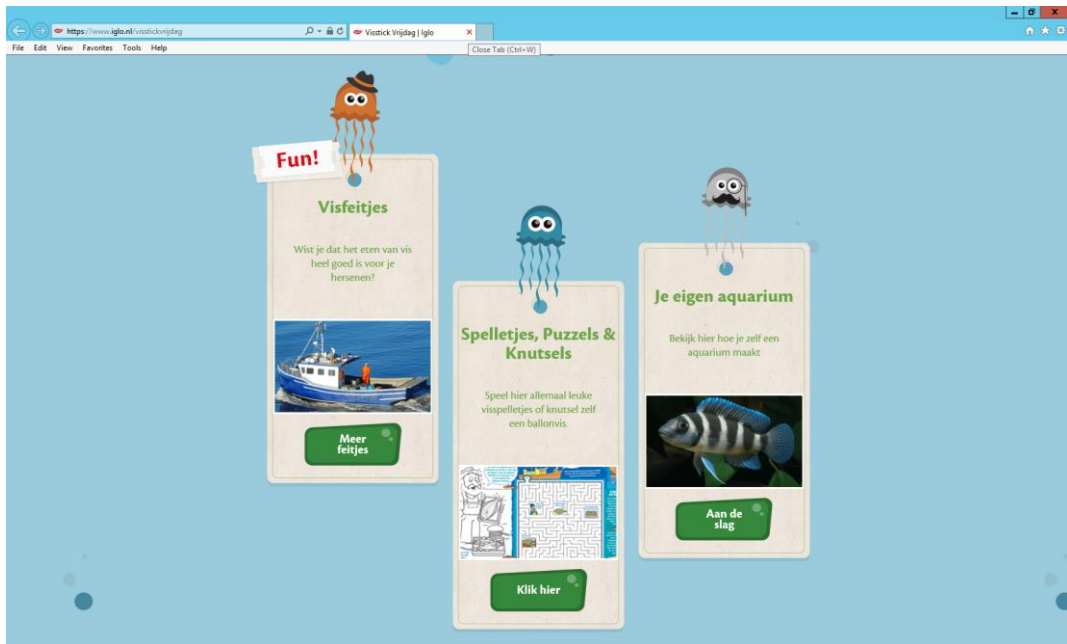 https://www.iglo.nl/visstickvrijdag
Visstick Vrijdag | Iglo
File Edit View Favorites Tools Help
Close Tab (Ctrl+W)
Fun!
Visfeitjes
Wist je dat het eten van vis
heel goed is voor je
hersenen?
Meer
feitjes
Spelletjes, Puzzels &
Knutsels
Speel hier allemaal leuke
visspelletjes of knutsel zelf
een ballonvis.
Klik hier
Je eigen aquarium
Bekijk hier hoe je zelf een
aquarium maakt
Aan de
slag